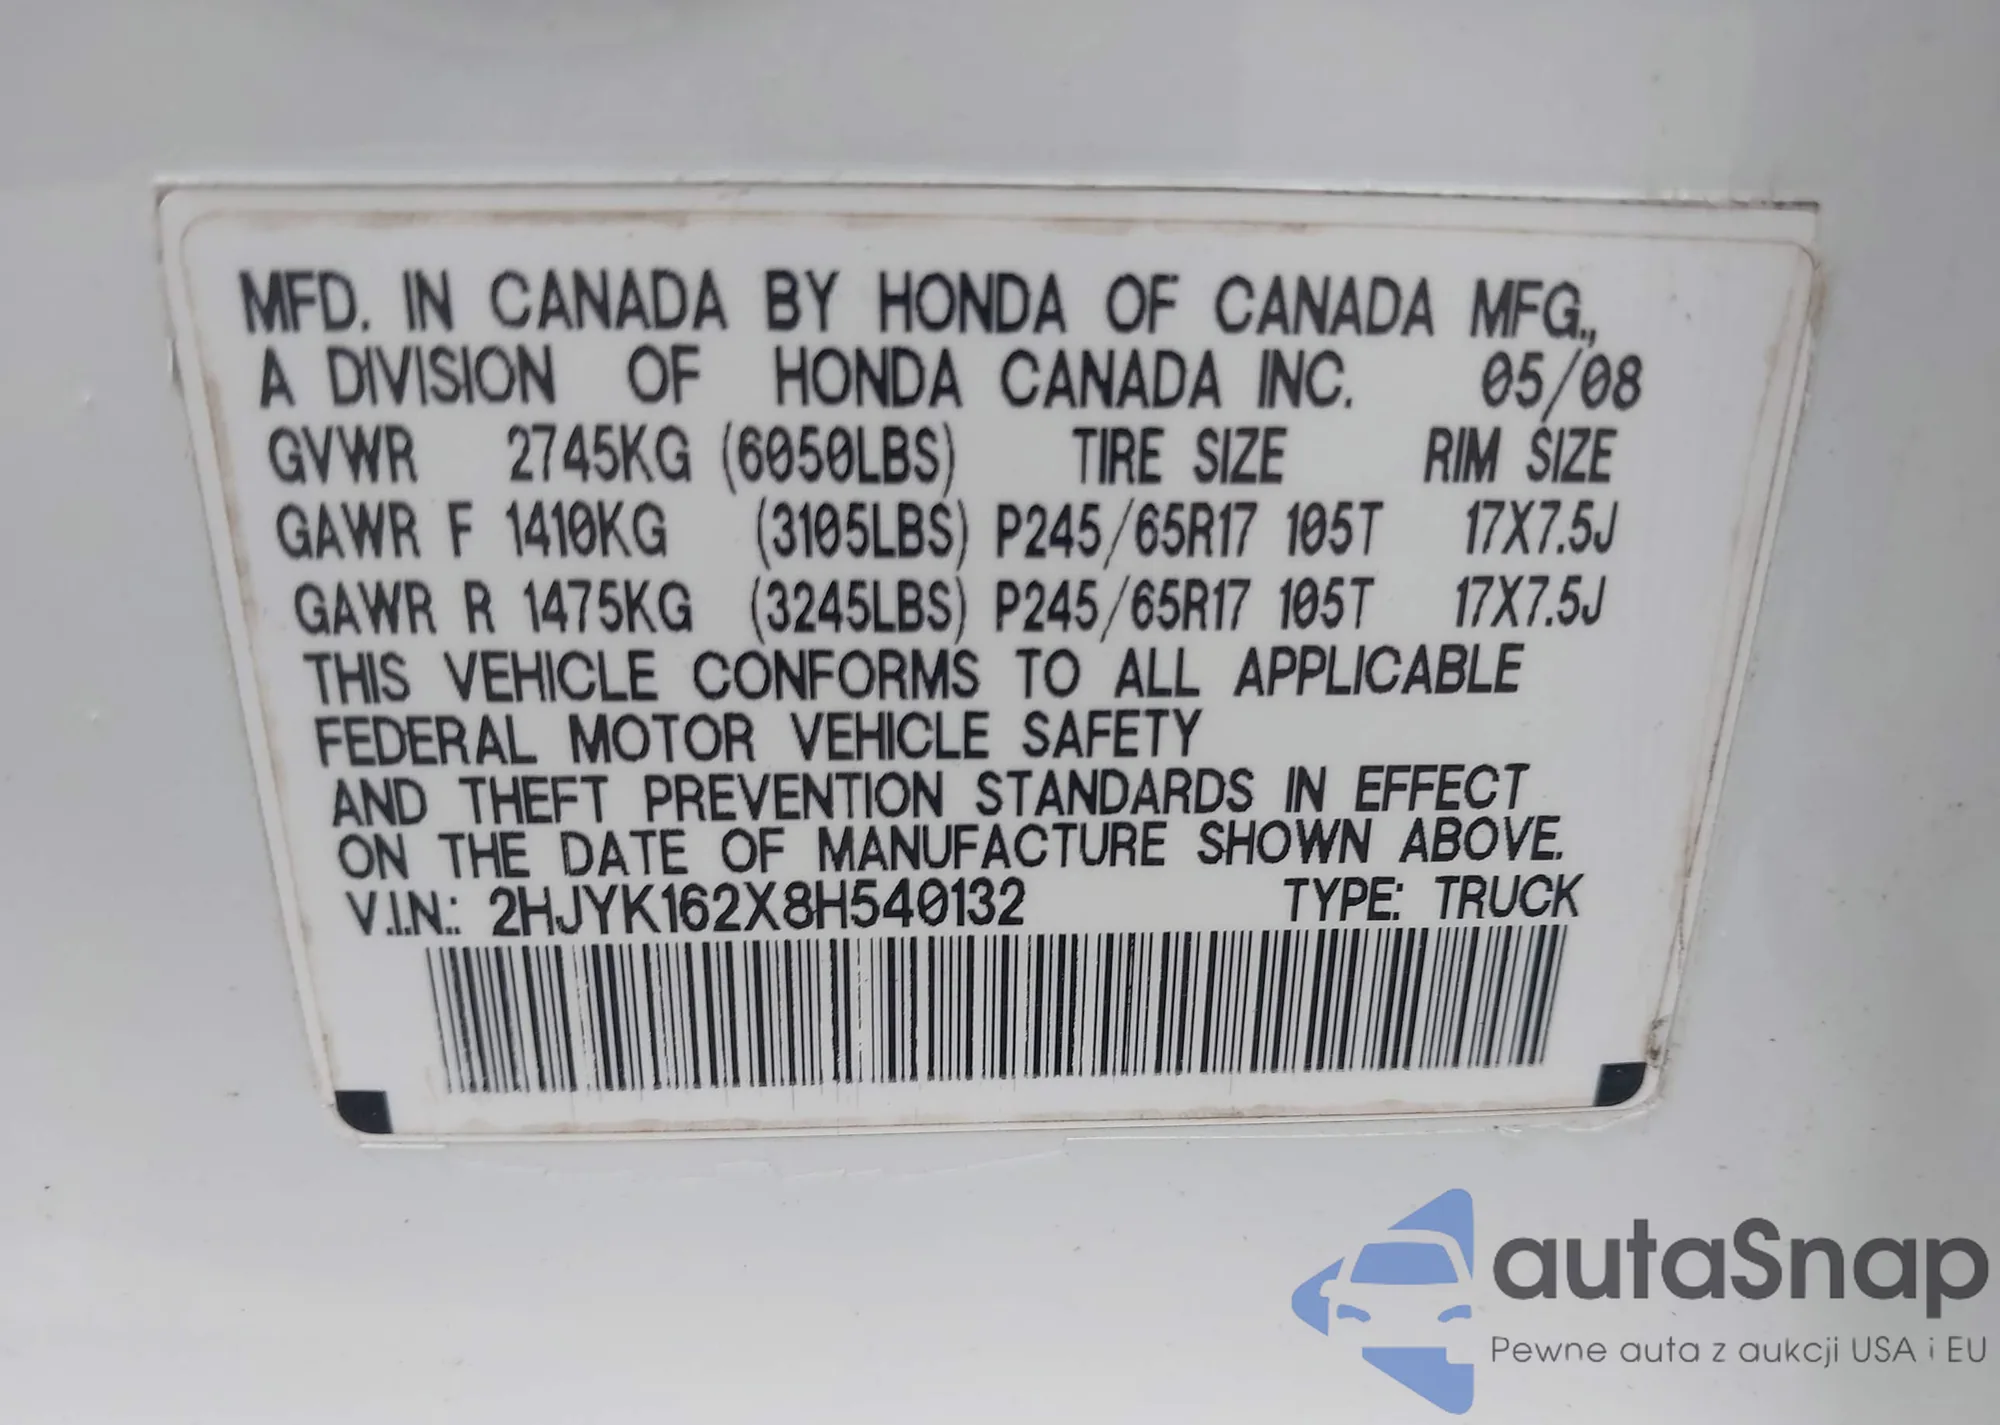 MFD. IN CANADA BY HONDA OF CANADA MFG.,
A DIVISION OF HONDA CANADA INC. 05/08
GVWR 2745KG (6050LBS) TIRE SIZE RIM SIZE
GAWR F 1410KG (3105LBS) P245/65R17 105T 17X7.5J
GAWR R 1475KG (3245LBS) P245/65R17 105T 17X7.5J
THIS VEHICLE CONFORMS TO ALL APPLICABLE
FEDERAL MOTOR VEHICLE SAFETY
AND THEFT PREVENTION STANDARDS IN EFFECT
ON THE DATE OF MANUFACTURE SHOWN ABOVE.
V.I.N.: 2HJYK162X8H540132 TYPE: TRUCK
autaSnap
Pewne auta z aukcji USA i EU